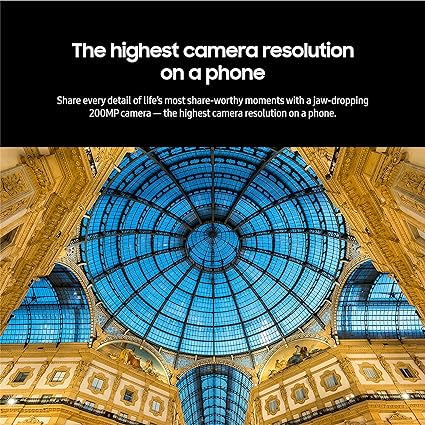 The highest camera resolution
on a phone
Share every detail of life's most share-worthy moments with a jaw-dropping
200MP camera — the highest camera resolution on a phone.